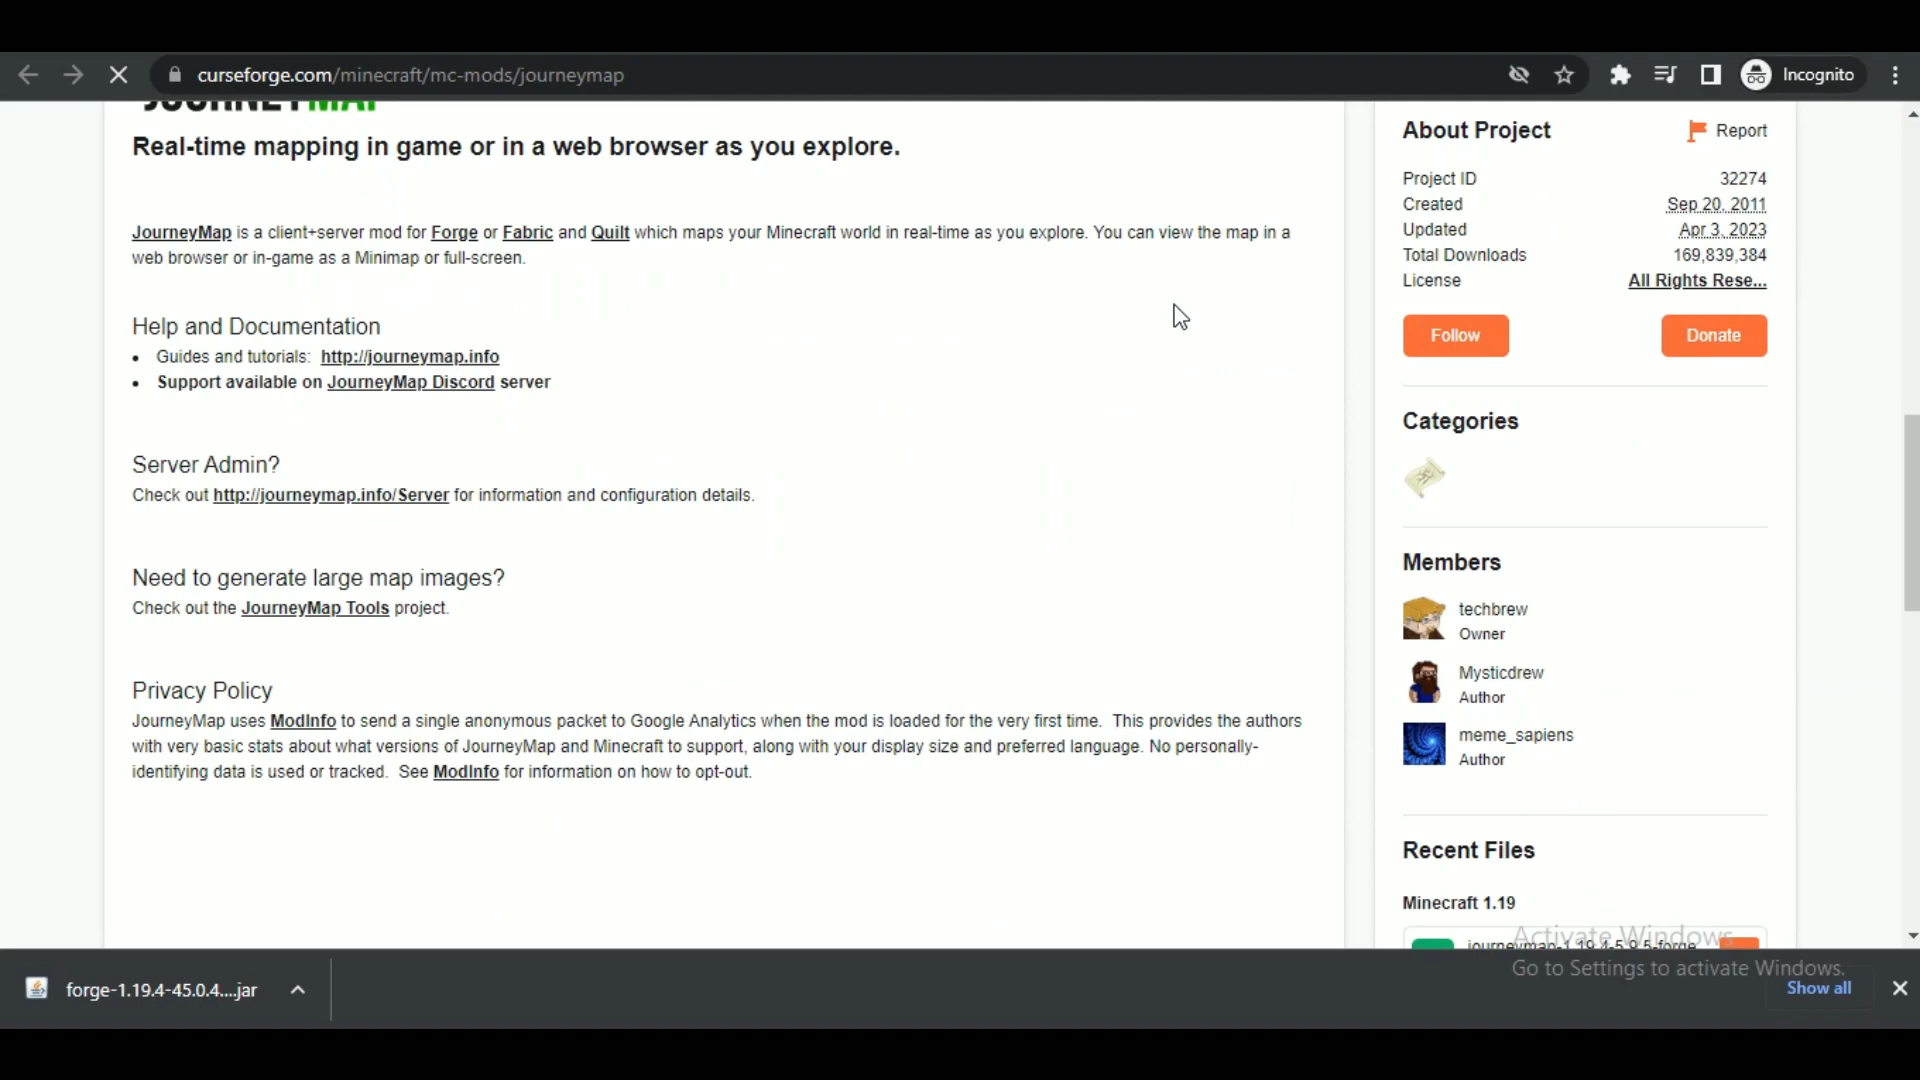 curseforge.com/minecraft/mc-mods/journeymap
Incognito
JOURNEYMAP
Real-time mapping in game or in a web browser as you explore.
JourneyMap is a client+server mod for Forge or Fabric and Quilt which maps your Minecraft world in real-time as you explore. You can view the map in a
web browser or in-game as a Minimap or full-screen.
Help and Documentation
• Guides and tutorials: http://journeymap.info
• Support available on JourneyMap Discord server
Server Admin?
Check out http://journeymap.info/Server for information and configuration details.
Need to generate large map images?
Check out the JourneyMap Tools project.
Privacy Policy
JourneyMap uses ModInfo to send a single anonymous packet to Google Analytics when the mod is loaded for the very first time. This provides the authors
with very basic stats about what versions of JourneyMap and Minecraft to support, along with your display size and preferred language. No personally-
identifying data is used or tracked. See ModInfo for information on how to opt-out.
About Project
Report
Project ID 32274
Created Sep 20, 2011
Updated Apr 3, 2023
Total Downloads 169,839,384
License All Rights Rese...
Follow
Donate
Categories
Members
techbrew
Owner
Mysticdrew
Author
meme_sapiens
Author
Recent Files
Minecraft 1.19
journeymap-1.19.4-5.9.5-forge
Activate Windows
Go to Settings to activate Windows.
forge-1.19.4-45.0.4....jar
Show all